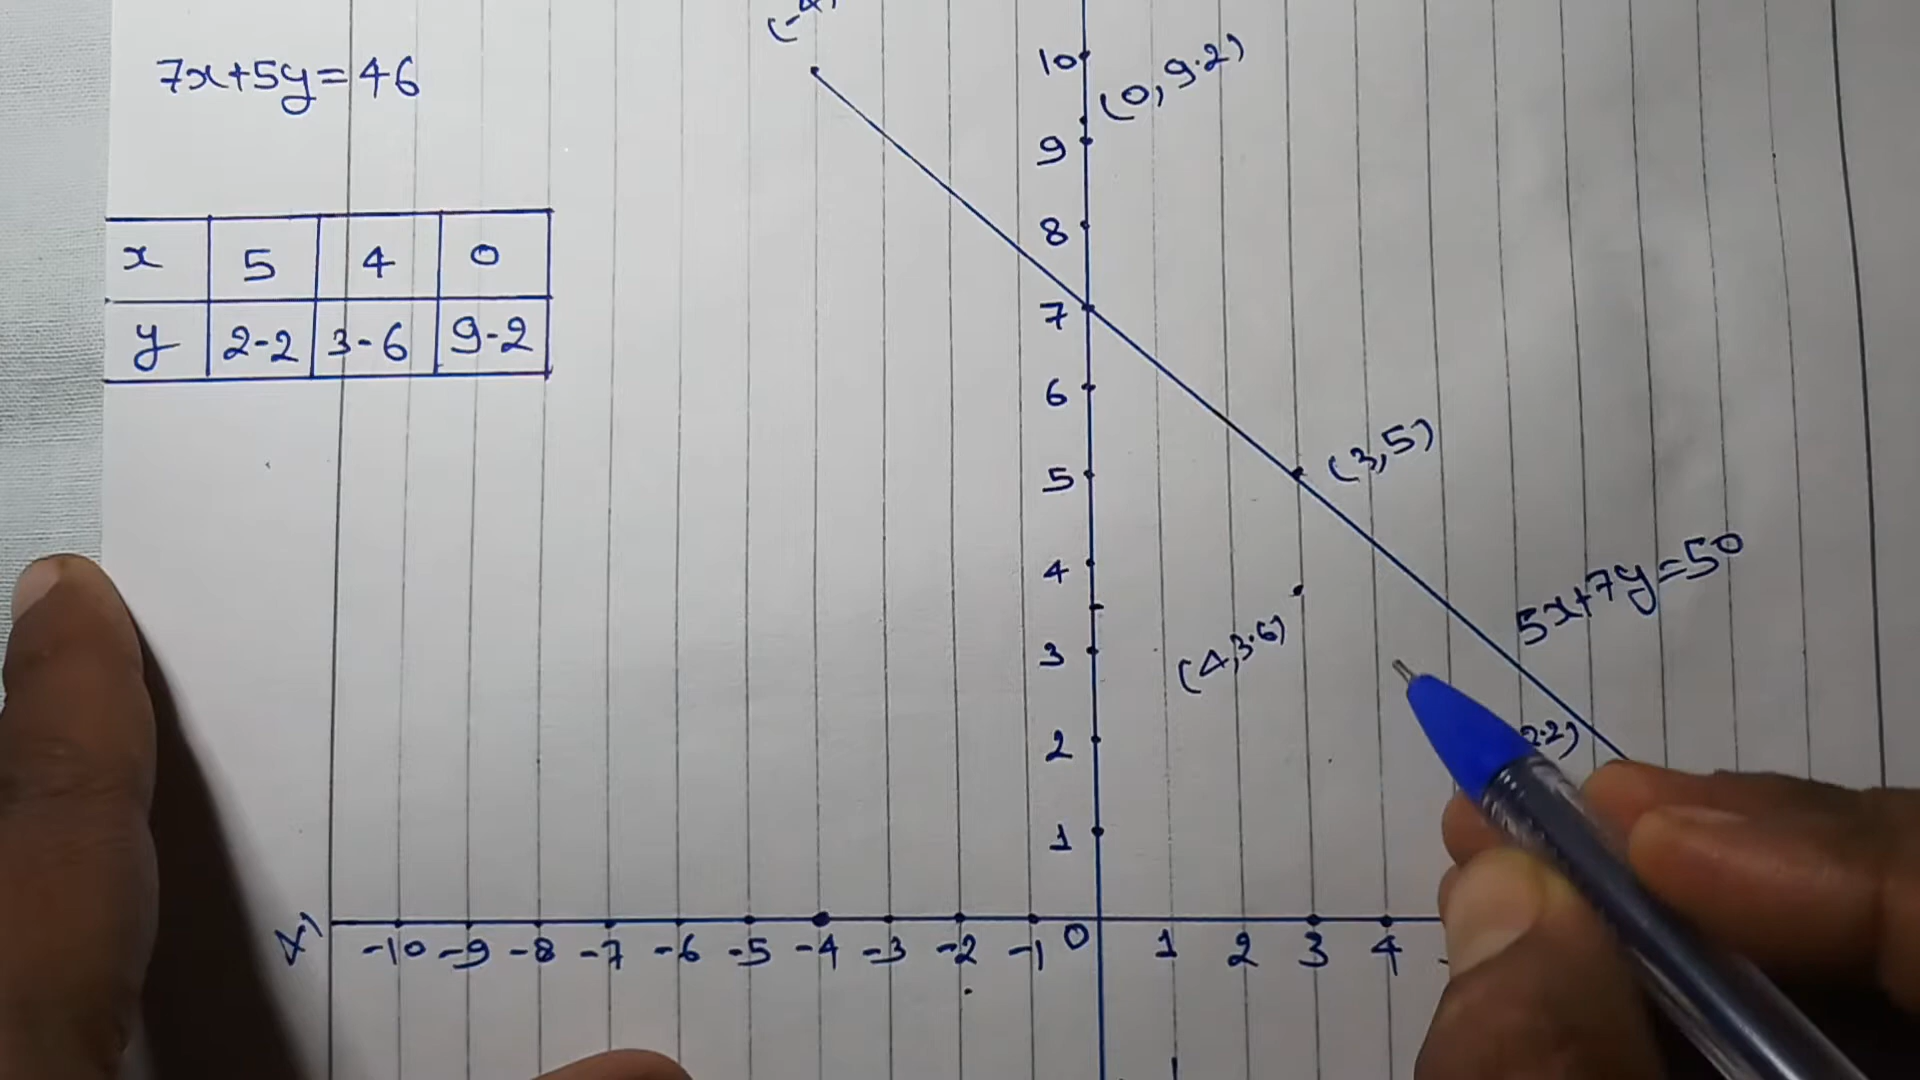 7x+5y=46
x 5 4 0
y 2-2 3-6 9-2
10
(0, 9.2)
9
8
7
6
(3,5)
5
5x+7y=50
4
(4,3.6)
3
2.2)
2
1
x'
-10 -9 -8 -7 -6 -5 -4 -3 -2 -1 0 1 2 3 4